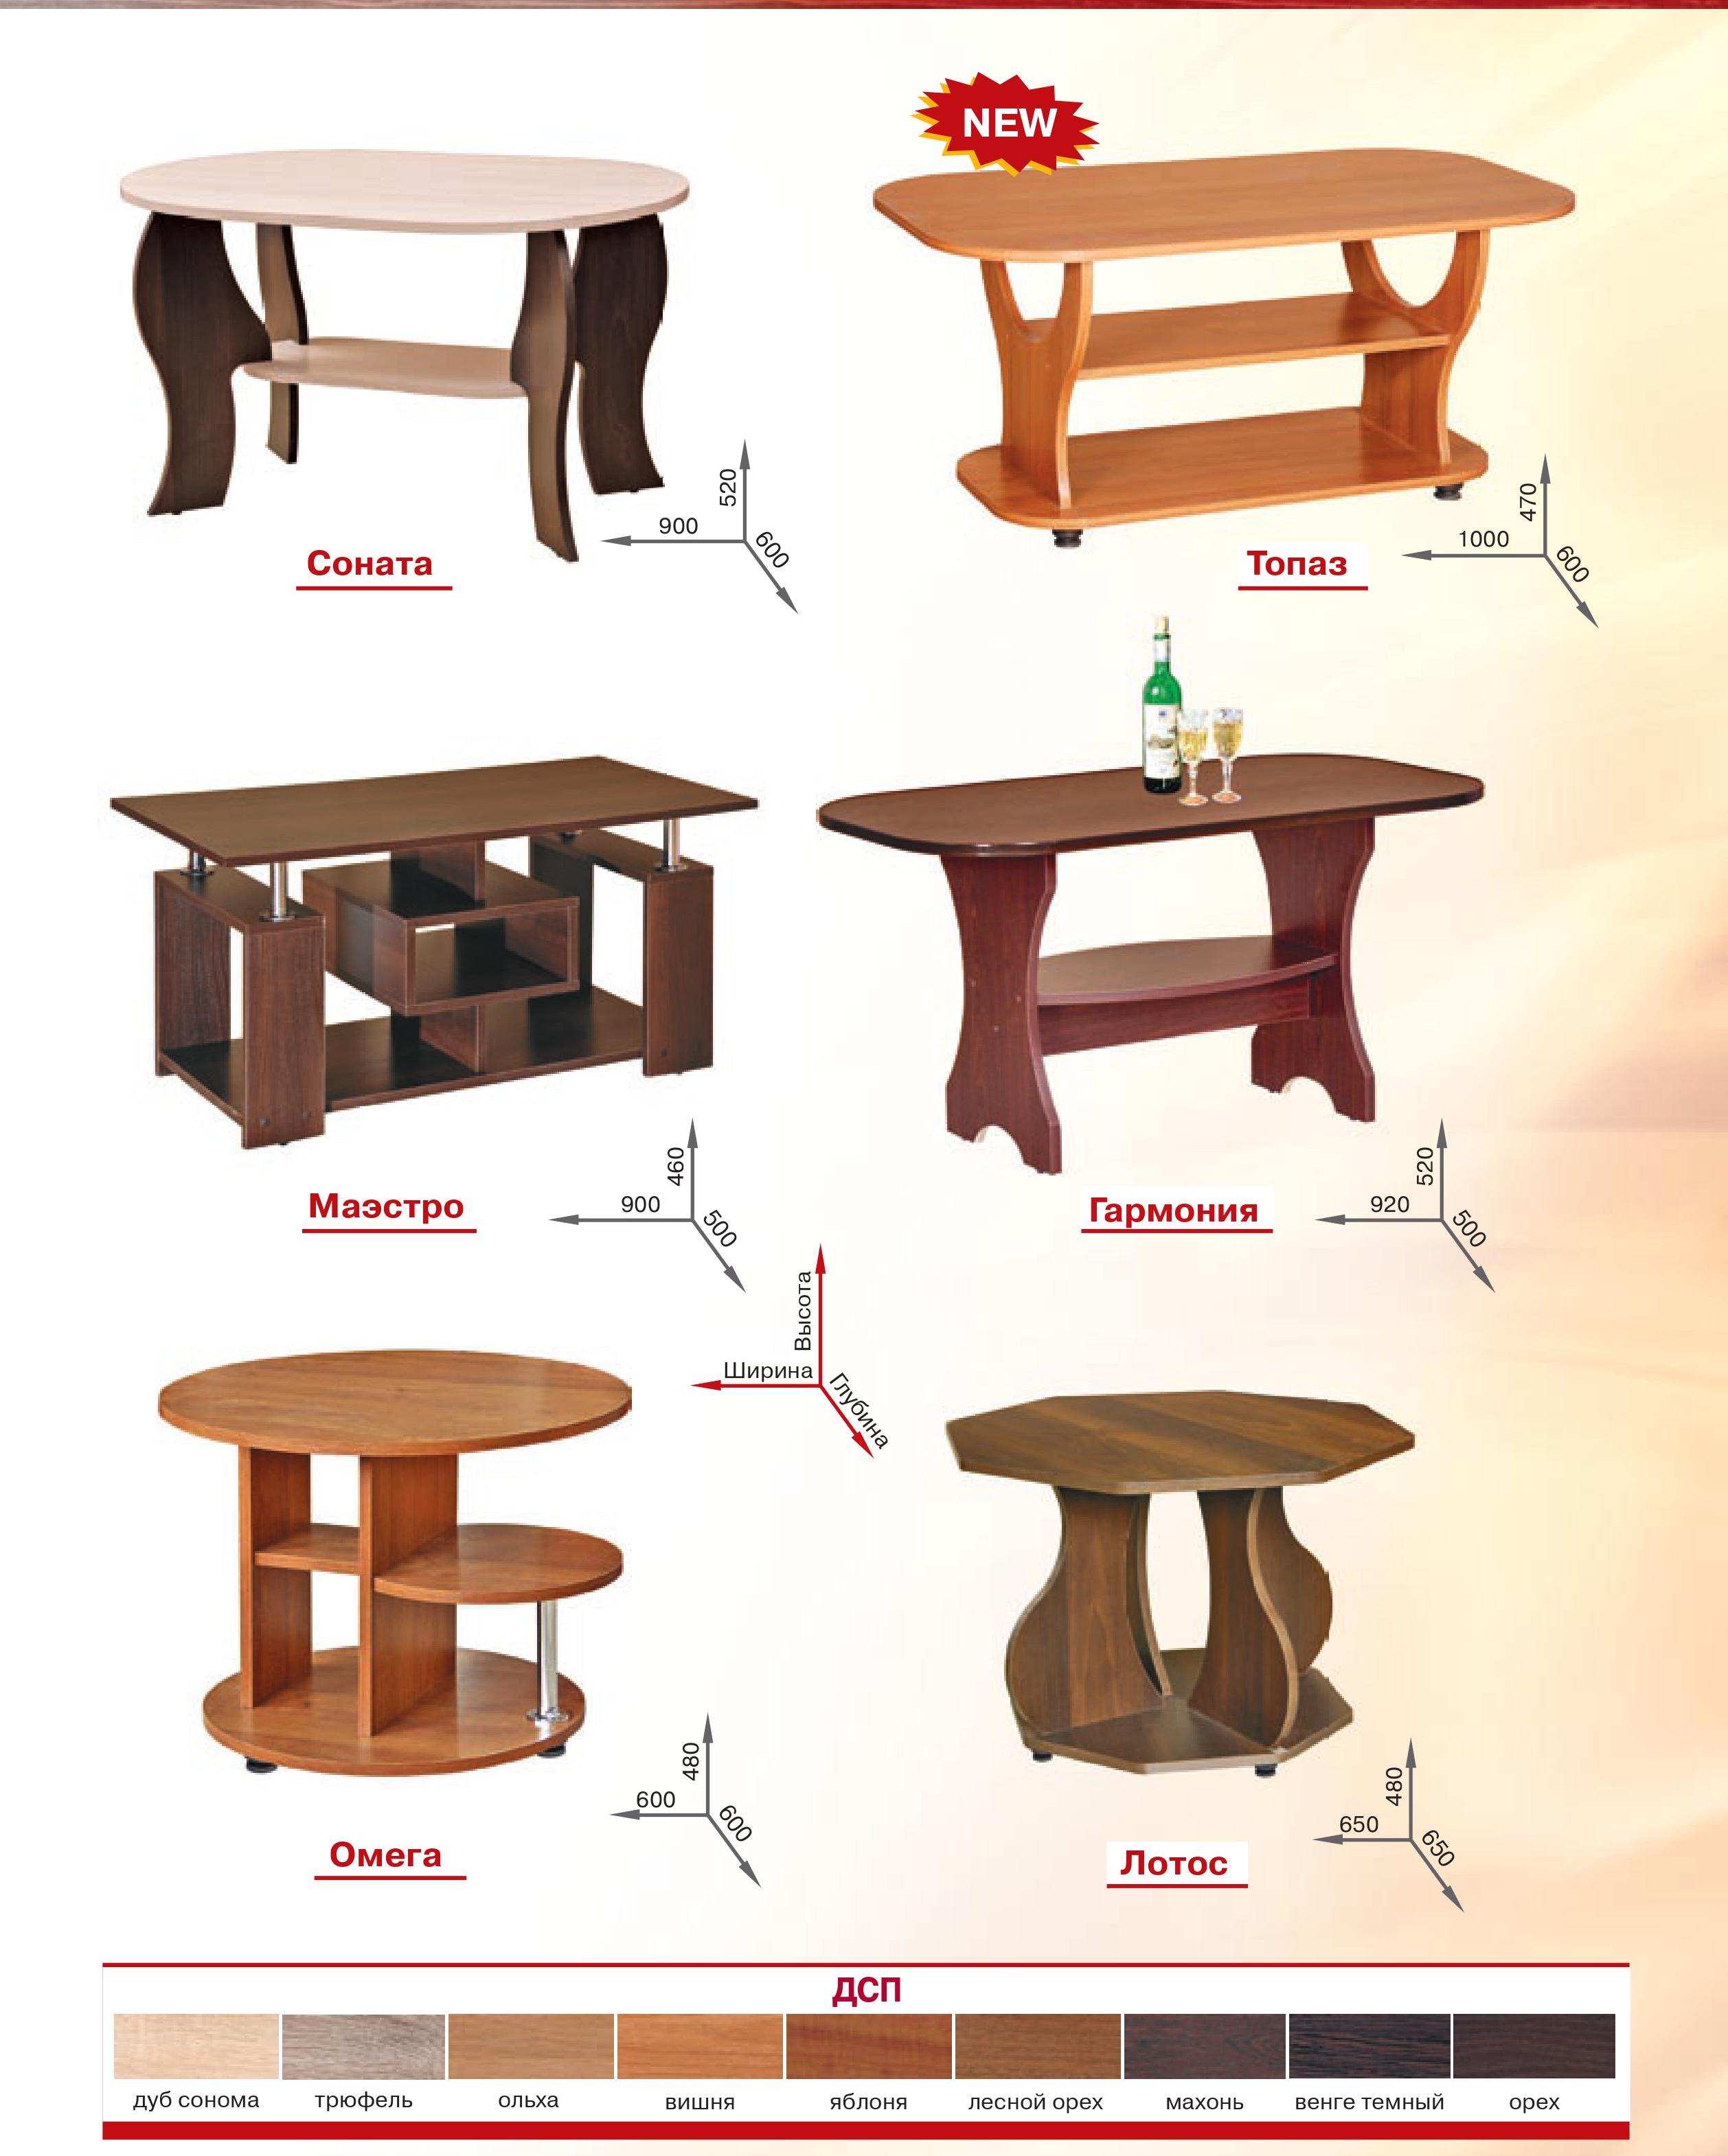 NEW
520
900
600
Соната
470
1000
600
Топаз
460
900
500
Маэстро
520
920
500
Гармония
Высота
Ширина
Глубина
480
600
600
Омега
480
650
650
Лотос
ДСП
дуб сонома трюфель ольха вишня яблоня лесной орех махонь венге темный орех